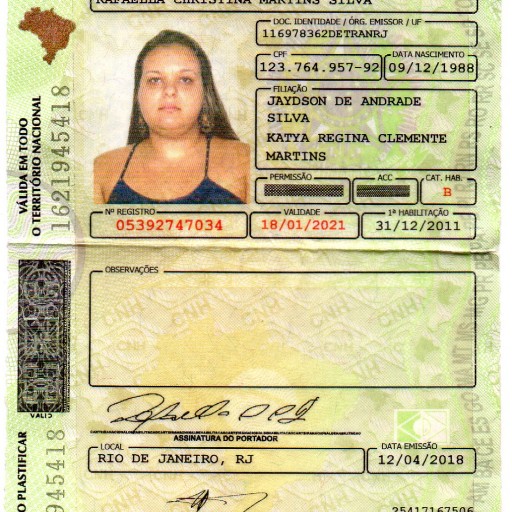 RAFAELLA CHRISTINA MARTINS SILVA
DOC. IDENTIDADE / ÓRG. EMISSOR / UF
116978362DETRANRJ
CPF
123.764.957-92
DATA NASCIMENTO
09/12/1988
FILIAÇÃO
JAYDSON DE ANDRADE
SILVA
KATYA REGINA CLEMENTE
MARTINS
PERMISSÃO
ACC
CAT. HAB.
B
Nº REGISTRO
05392747034
VALIDADE
18/01/2021
1ª HABILITAÇÃO
31/12/2011
VÁLIDA EM TODO
O TERRITÓRIO NACIONAL
1621945418
OBSERVAÇÕES
ASSINATURA DO PORTADOR
LOCAL
RIO DE JANEIRO, RJ
DATA EMISSÃO
12/04/2018
O PLASTIFICAR
945418
25417167506